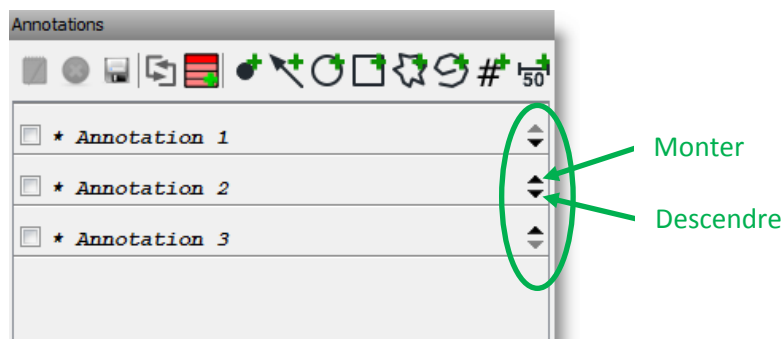 Annotations
# 50
* Annotation 1
* Annotation 2
* Annotation 3
Monter
Descendre